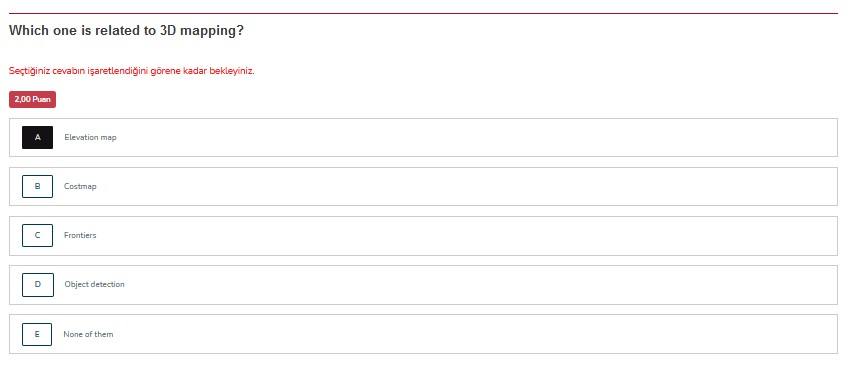 Which one is related to 3D mapping?
Seçtiğiniz cevabın işaretlendiğini görene kadar bekleyiniz.
2,00 Puan
A Elevation map
B Costmap
C Frontiers
D Object detection
E None of them